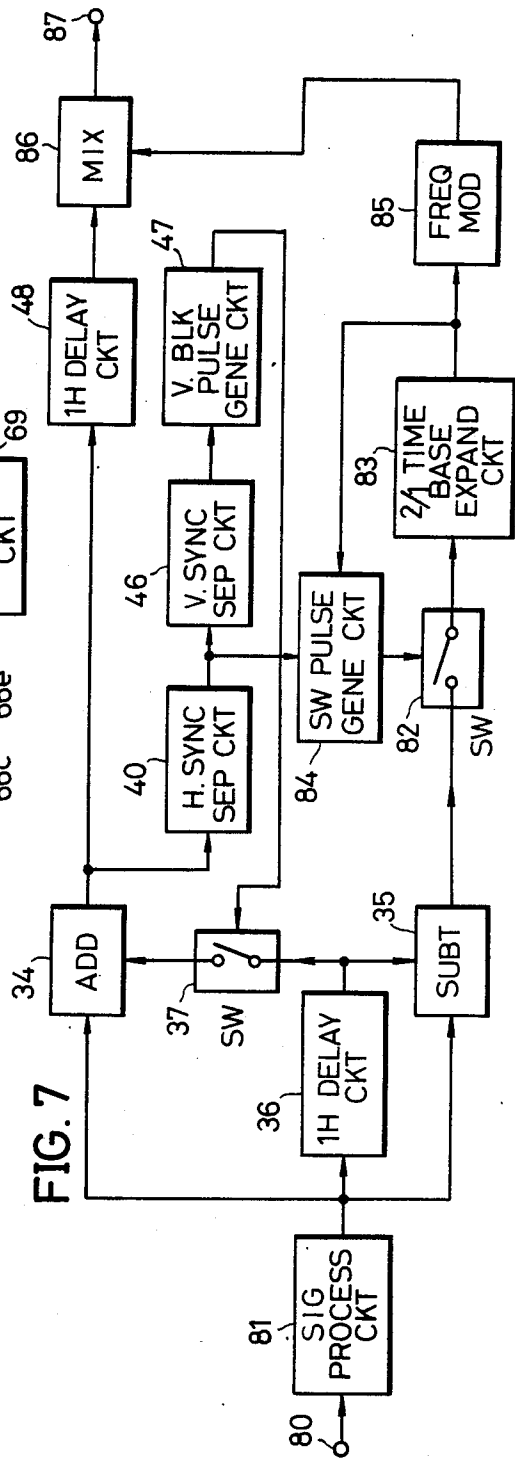 66c 66e
CKT
69
FIG. 7
80
81
SIG
PROCESS
CKT
36
1H DELAY
CKT
34
ADD
37
SW
35
SUBT
40
H. SYNC
SEP CKT
46
V. SYNC
SEP CKT
47
V. BLK
PULSE
GENE CKT
48
1H DELAY
CKT
84
SW PULSE
GENE CKT
82
SW
83
2/1 TIME
BASE
EXPAND
CKT
85
FREQ
MOD
86
MIX
87